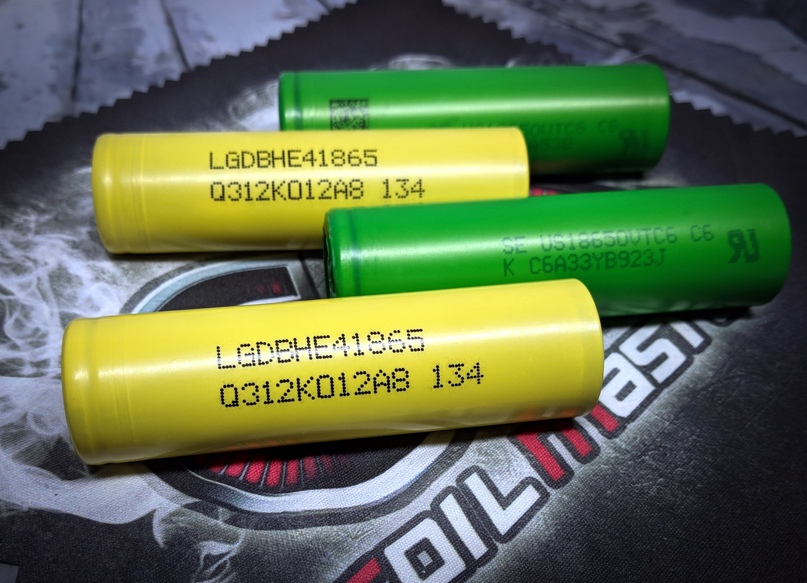 LGDBHE41865
Q312K012A8 134
SE US18650VTC6 C6
K C6A33YB923J
LGDBHE41865
Q312K012A8 134